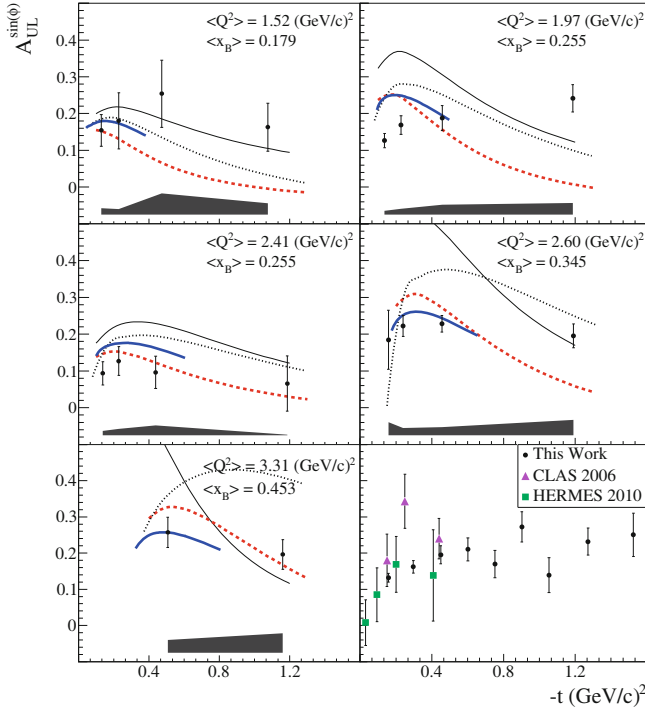 A_UL^sin(ϕ)
<Q²> = 1.52 (GeV/c)²
<x_B> = 0.179
<Q²> = 1.97 (GeV/c)²
<x_B> = 0.255
0.4
0.3
0.2
0.1
0
<Q²> = 2.41 (GeV/c)²
<x_B> = 0.255
<Q²> = 2.60 (GeV/c)²
<x_B> = 0.345
0.4
0.3
0.2
0.1
0
<Q²> = 3.31 (GeV/c)²
<x_B> = 0.453
This Work
CLAS 2006
HERMES 2010
0.4
0.3
0.2
0.1
0
0.4 0.8 1.2 0.4 0.8 1.2
-t (GeV/c)²